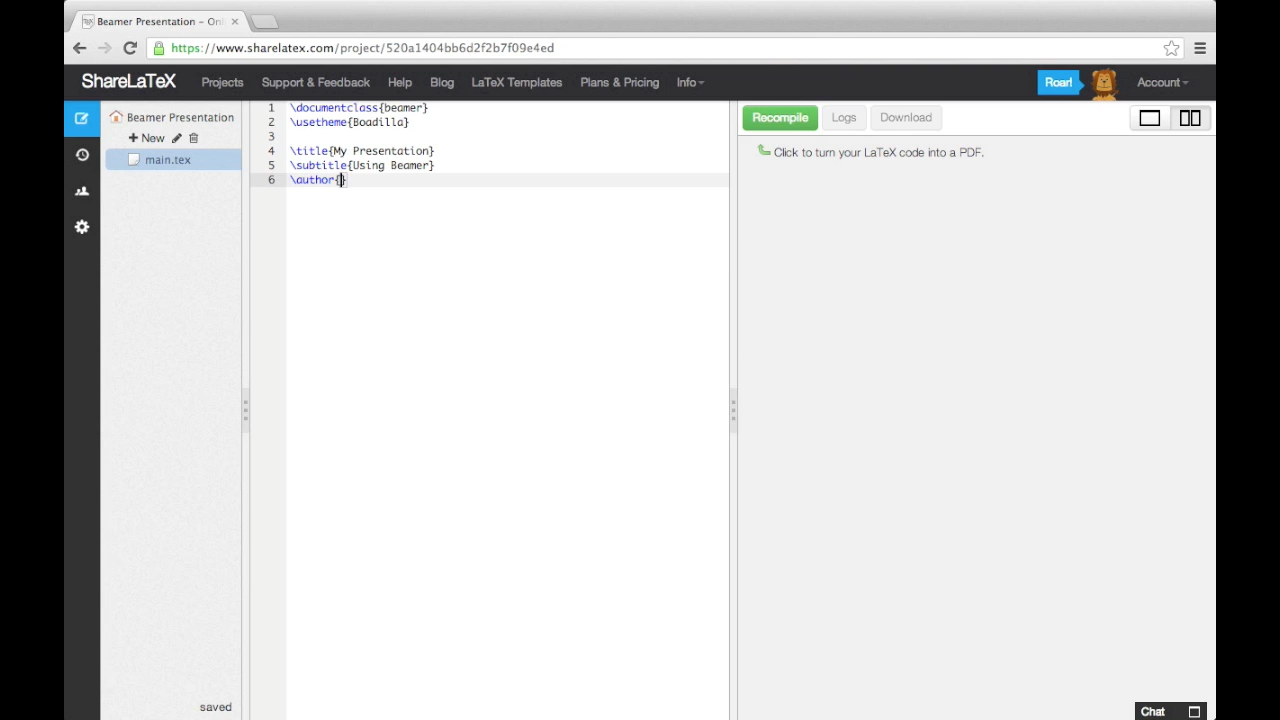 Beamer Presentation – Onl
https://www.sharelatex.com/project/520a1404bb6d2f2b7f09e4ed
ShareLaTeX Projects Support & Feedback Help Blog LaTeX Templates Plans & Pricing Info Roar! Account
Beamer Presentation
New
main.tex
saved
1 \documentclass{beamer}
2 \usetheme{Boadilla}
3
4 \title{My Presentation}
5 \subtitle{Using Beamer}
6 \author{}
Recompile Logs Download
Click to turn your LaTeX code into a PDF.
Chat